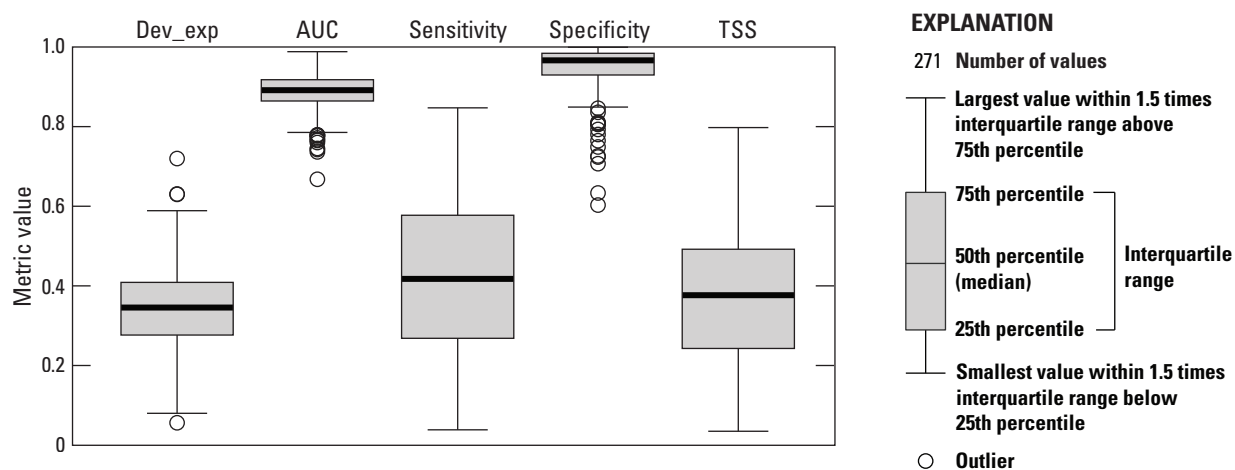 Dev_exp AUC Sensitivity Specificity TSS
1.0
0.8
0.6
0.4
0.2
0
Metric value
EXPLANATION
271 Number of values
Largest value within 1.5 times
interquartile range above
75th percentile
75th percentile
50th percentile
(median)
Interquartile
range
25th percentile
Smallest value within 1.5 times
interquartile range below
25th percentile
Outlier